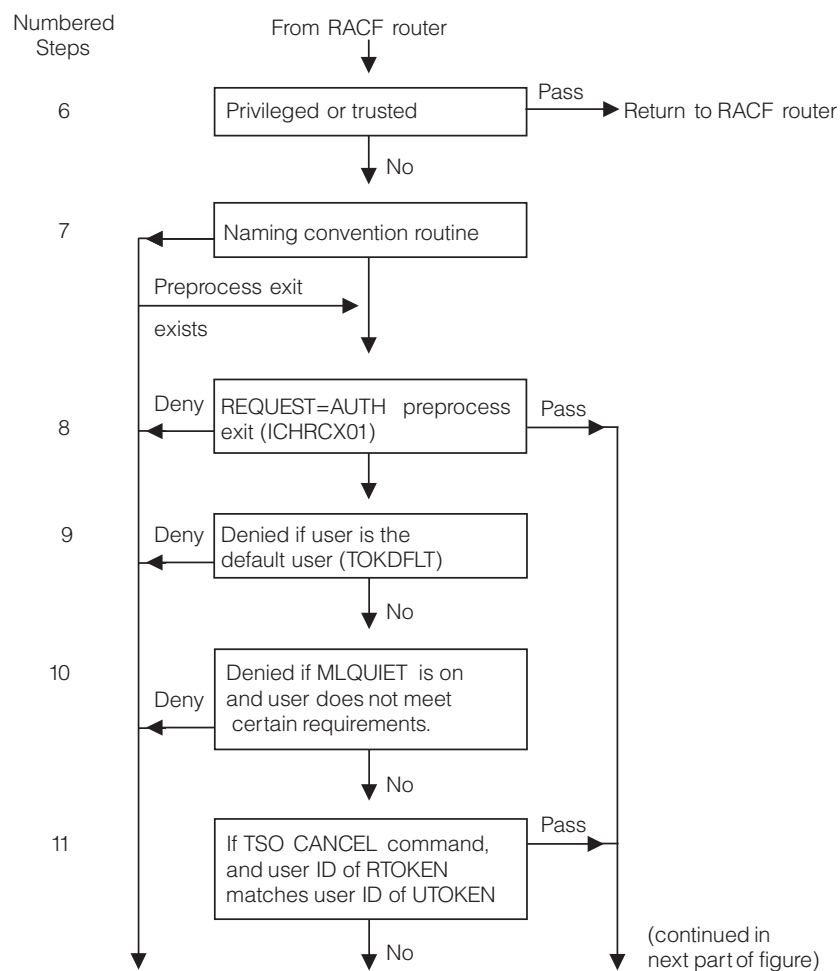 Numbered
Steps
From RACF router
6
Privileged or trusted
Pass
Return to RACF router
No
7
Naming convention routine
Preprocess exit
exists
8
Deny
REQUEST=AUTH preprocess
exit (ICHRCX01)
Pass
9
Deny
Denied if user is the
default user (TOKDFLT)
No
10
Deny
Denied if MLQUIET is on
and user does not meet
certain requirements.
No
11
If TSO CANCEL command,
and user ID of RTOKEN
matches user ID of UTOKEN
Pass
No
(continued in
next part of figure)